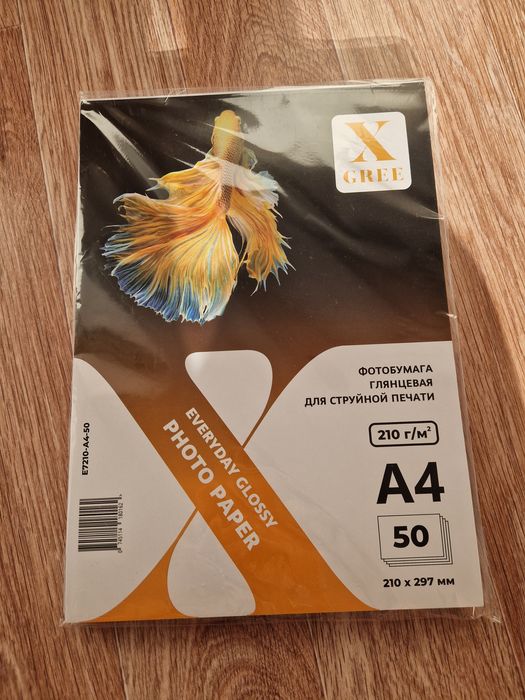 X
GREE
ФОТОБУМАГА
ГЛЯНЦЕВАЯ
ДЛЯ СТРУЙНОЙ ПЕЧАТИ
210 г/м²
A4
50
210 x 297 мм
EVERYDAY GLOSSY
PHOTO PAPER
E7210-A4-50